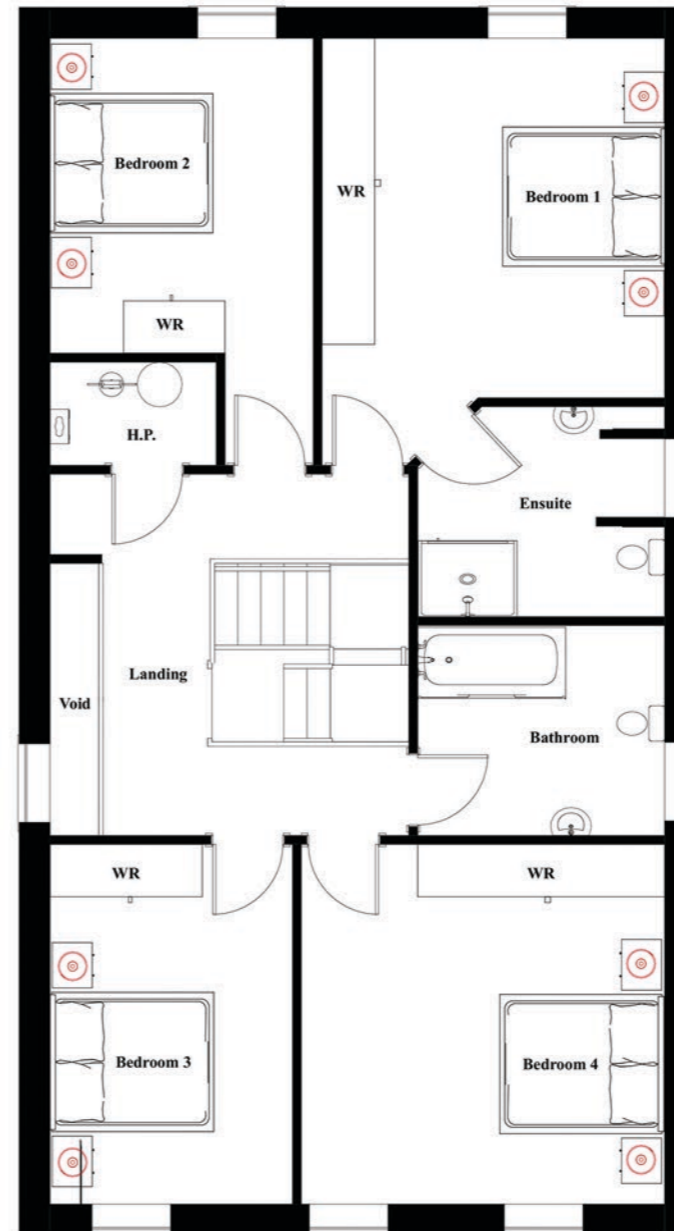 Bedroom 2
WR
Bedroom 1
WR
H.P.
Ensuite
Landing
Void
Bathroom
WR
WR
Bedroom 3
Bedroom 4